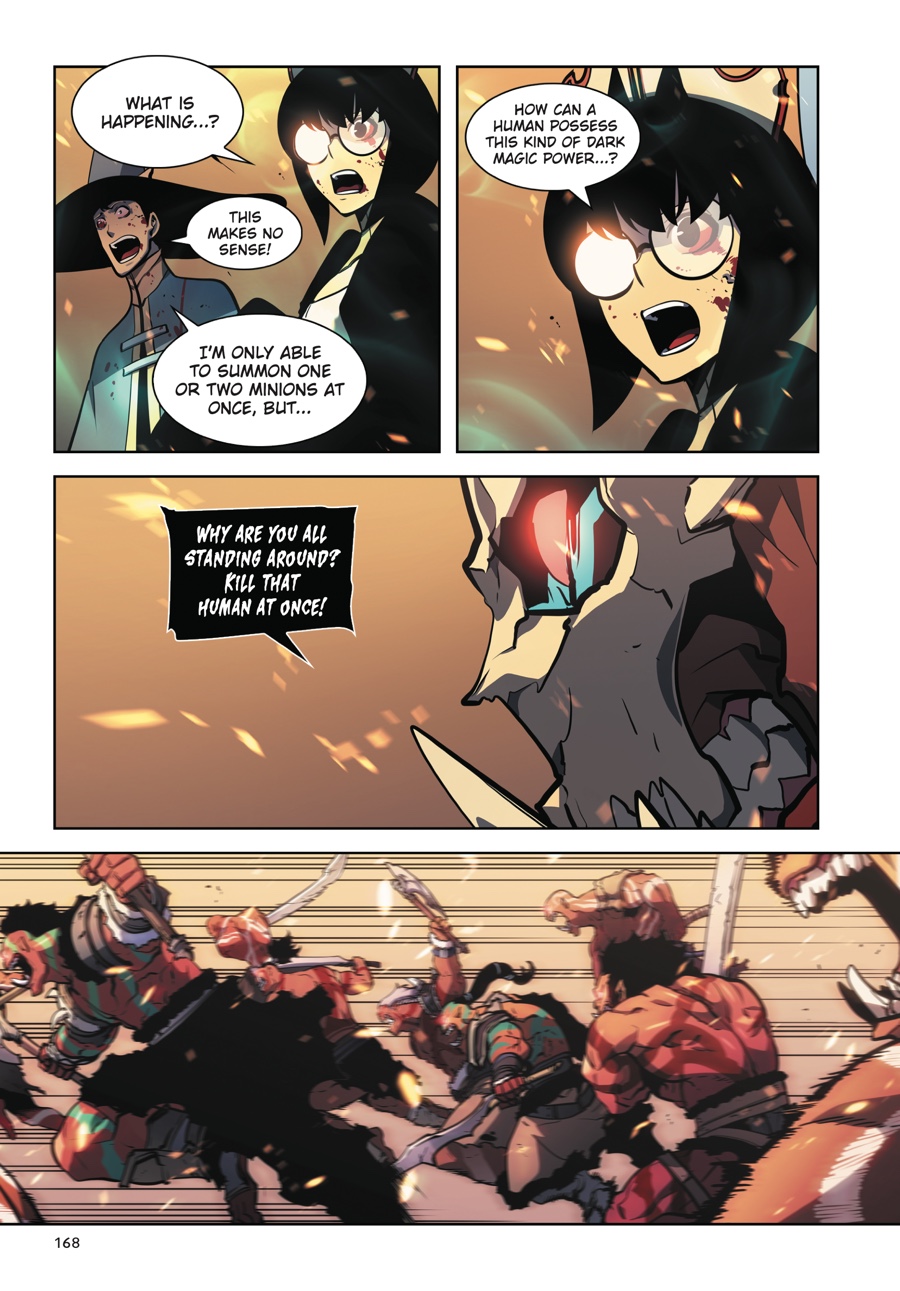 WHAT IS
HAPPENING...?
THIS
MAKES NO
SENSE!
I'M ONLY ABLE
TO SUMMON ONE
OR TWO MINIONS AT
ONCE, BUT...
HOW CAN A
HUMAN POSSESS
THIS KIND OF DARK
MAGIC POWER...?
WHY ARE YOU ALL
STANDING AROUND?
KILL THAT
HUMAN AT ONCE!
168